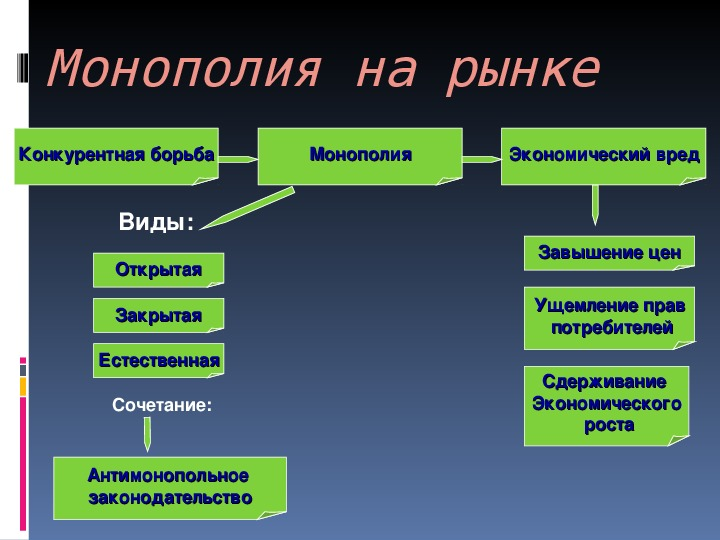 Монополия на рынке
Конкурентная борьба
Монополия
Экономический вред
Виды:
Открытая
Закрытая
Естественная
Сочетание:
Антимонопольное
законодательство
Завышение цен
Ущемление прав
потребителей
Сдерживание
Экономического
роста